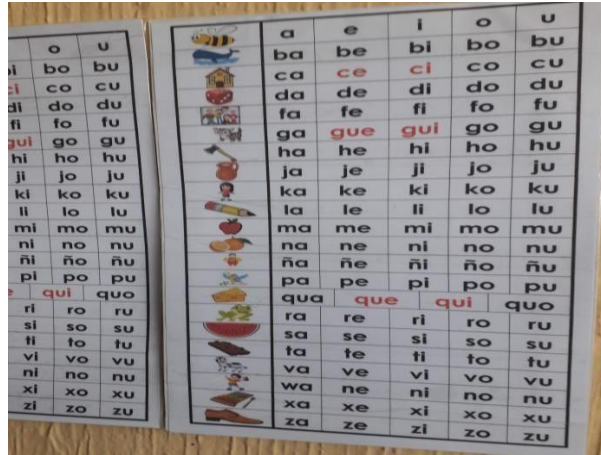 o u
bo bu
ci co cu
di do du
fi fo fu
gui go gu
hi ho hu
ji jo ju
ki ko ku
li lo lu
mi mo mu
ni no nu
ñi ño ñu
pi po pu
qui quo
ri ro ru
si so su
ti to tu
vi vo vu
ni no nu
xi xo xu
zi zo zu
a e i o u
ba be bi bo bu
ca ce ci co cu
da de di do du
fa fe fi fo fu
ga gue gui go gu
ha he hi ho hu
ja je ji jo ju
ka ke ki ko ku
la le li lo lu
ma me mi mo mu
na ne ni no nu
ña ñe ñi ño ñu
pa pe pi po pu
qua que qui quo
ra re ri ro ru
sa se si so su
ta te ti to tu
va ve vi vo vu
wa ne ni no nu
xa xe xi xo xu
za ze zi zo zu